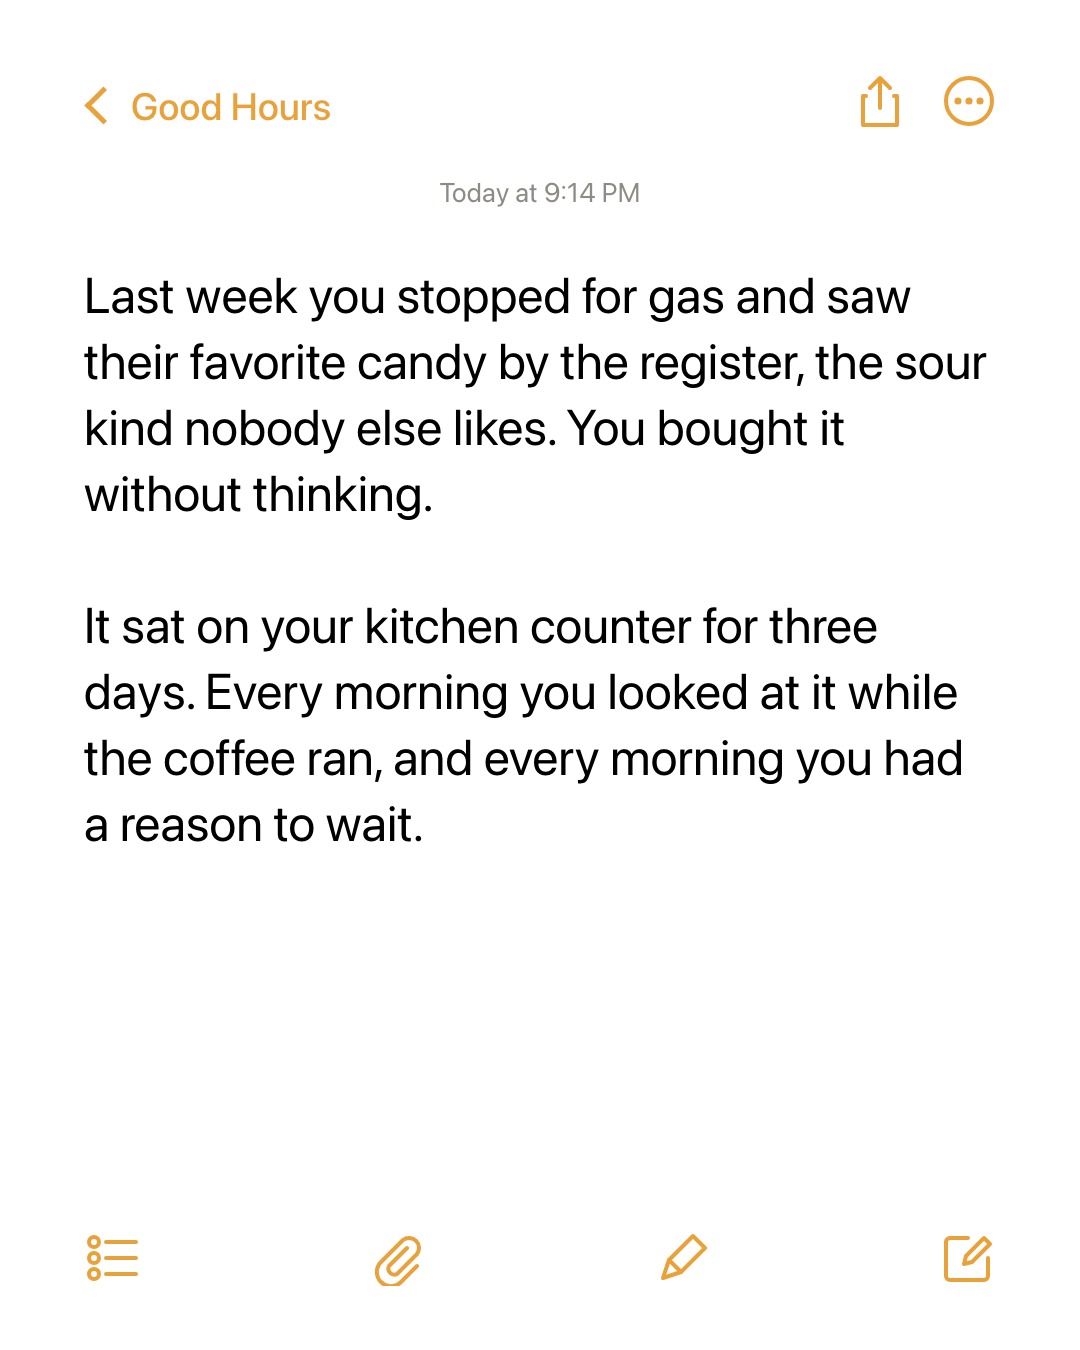 Good Hours
Today at 9:14 PM
Last week you stopped for gas and saw
their favorite candy by the register, the sour
kind nobody else likes. You bought it
without thinking.
It sat on your kitchen counter for three
days. Every morning you looked at it while
the coffee ran, and every morning you had
a reason to wait.